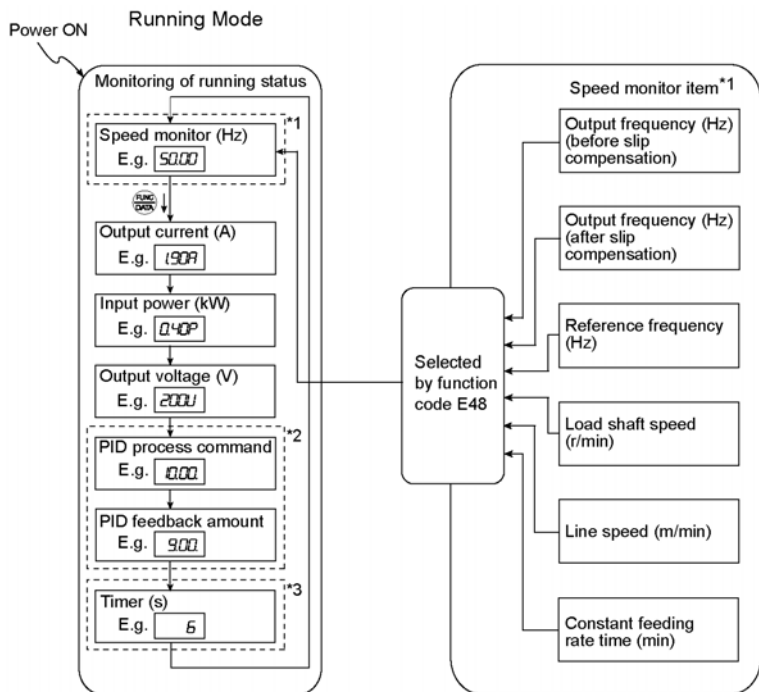 Running Mode
Power ON
Monitoring of running status
*1
Speed monitor (Hz)
E.g. 50.00
FUNC
DATA
Output current (A)
E.g. 1.90A
Input power (kW)
E.g. 0.40P
Output voltage (V)
E.g. 200U
*2
PID process command
E.g. 10.00.
PID feedback amount
E.g. 9.00.
*3
Timer (s)
E.g. 6
Selected
by function
code E48
Speed monitor item*1
Output frequency (Hz)
(before slip
compensation)
Output frequency (Hz)
(after slip
compensation)
Reference frequency
(Hz)
Load shaft speed
(r/min)
Line speed (m/min)
Constant feeding
rate time (min)